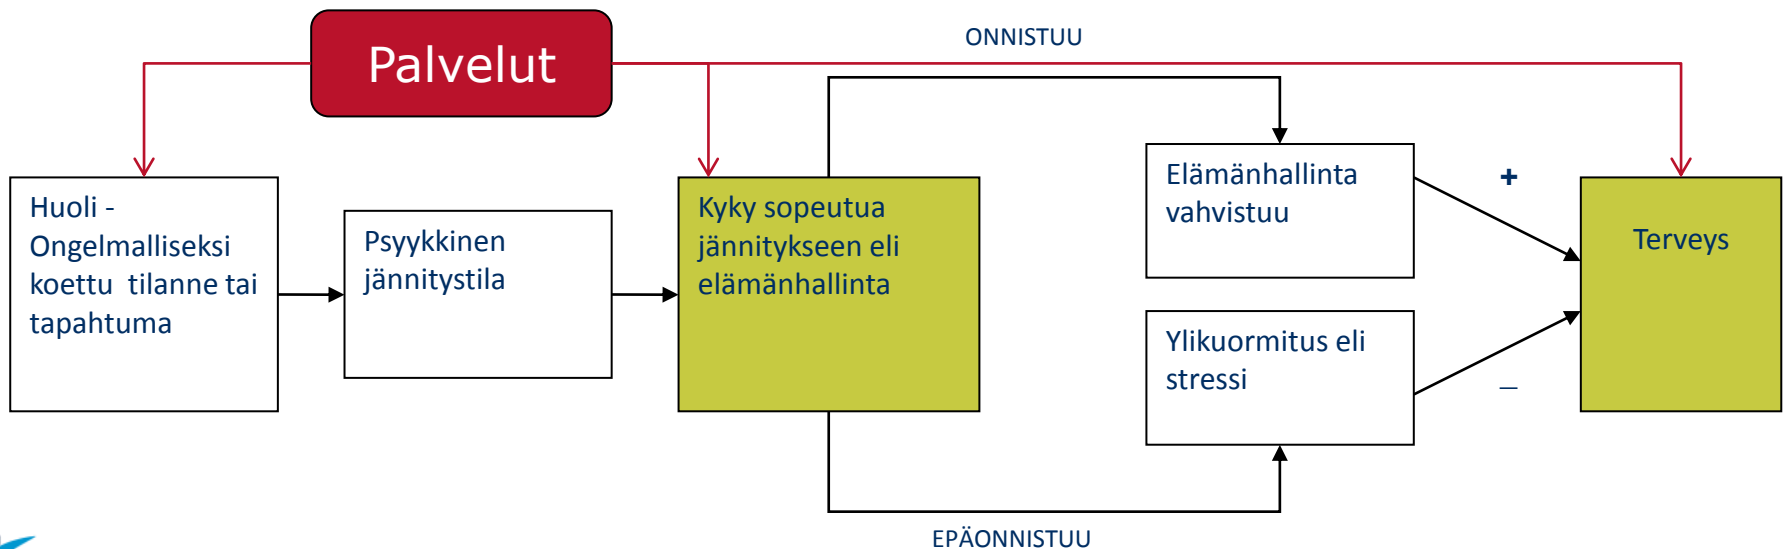 Palvelut
ONNISTUU
Huoli -
Ongelmalliseksi
koettu tilanne tai
tapahtuma
Psyykkinen
jännitystila
Kyky sopeutua
jännitykseen eli
elämänhallinta
Elämänhallinta
vahvistuu
+
Terveys
Ylikuormitus eli
stressi
–
EPÄONNISTUU